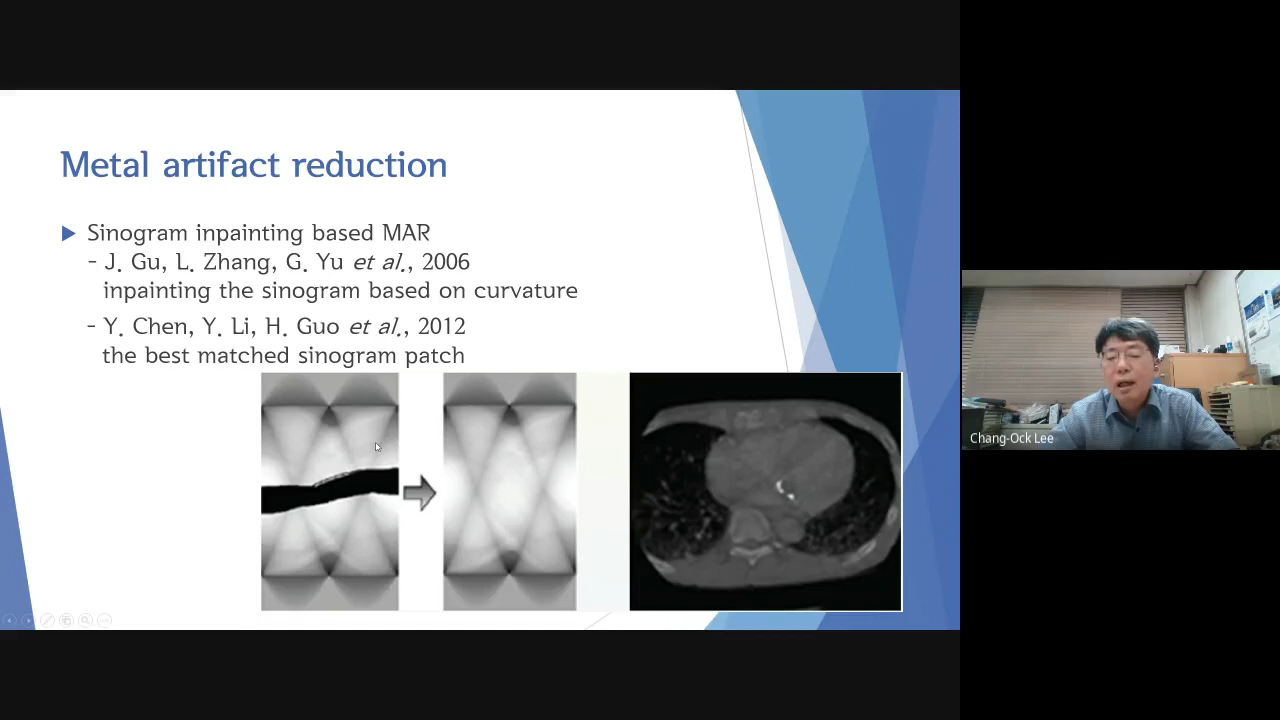 Metal artifact reduction
Sinogram inpainting based MAR
- J. Gu, L. Zhang, G. Yu et al., 2006
inpainting the sinogram based on curvature
- Y. Chen, Y. Li, H. Guo et al., 2012
the best matched sinogram patch
Chang-Ock Lee